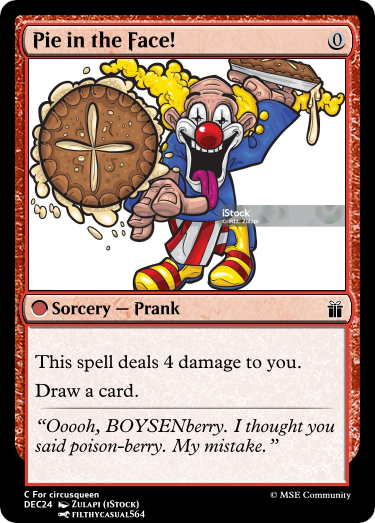 Pie in the Face! 0
iStock
Credit: Zulapi
Sorcery — Prank
This spell deals 4 damage to you.
Draw a card.
“Ooooh, BOYSENberry. I thought you
said poison-berry. My mistake.”
C For circusqueen
DEC24 Zulapi (iStock) © MSE Community
filthycasual564